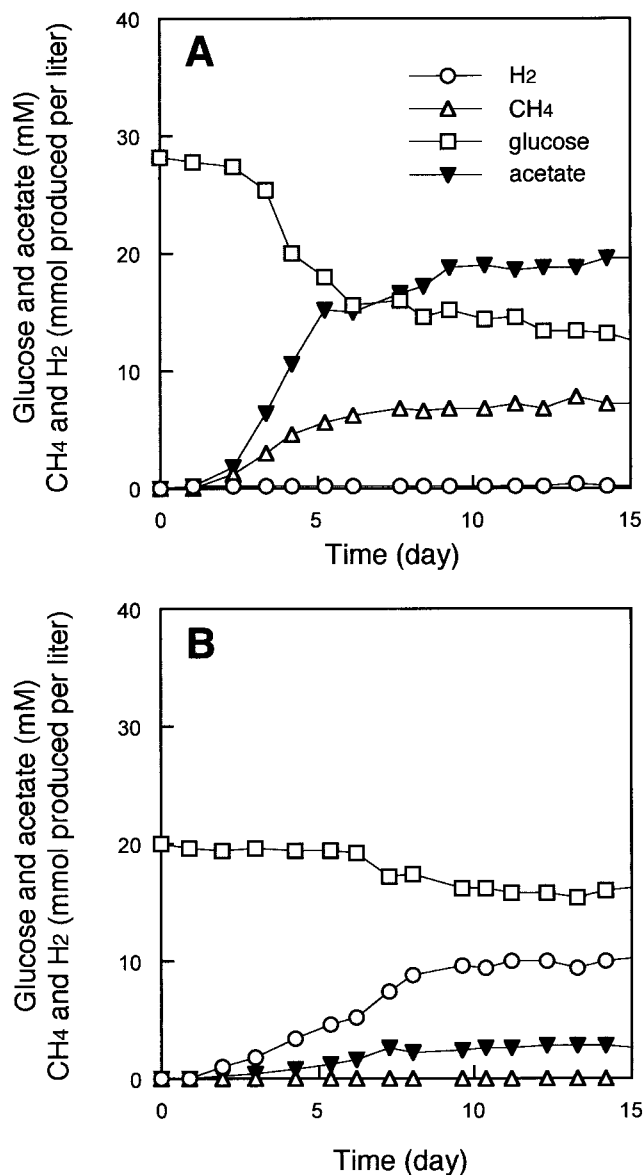 A
H2
CH4
glucose
acetate
40
30
20
10
0
Glucose and acetate (mM)
CH4 and H2 (mmol produced per liter)
0 5 10 15
Time (day)
B
40
30
20
10
0
Glucose and acetate (mM)
CH4 and H2 (mmol produced per liter)
0 5 10 15
Time (day)